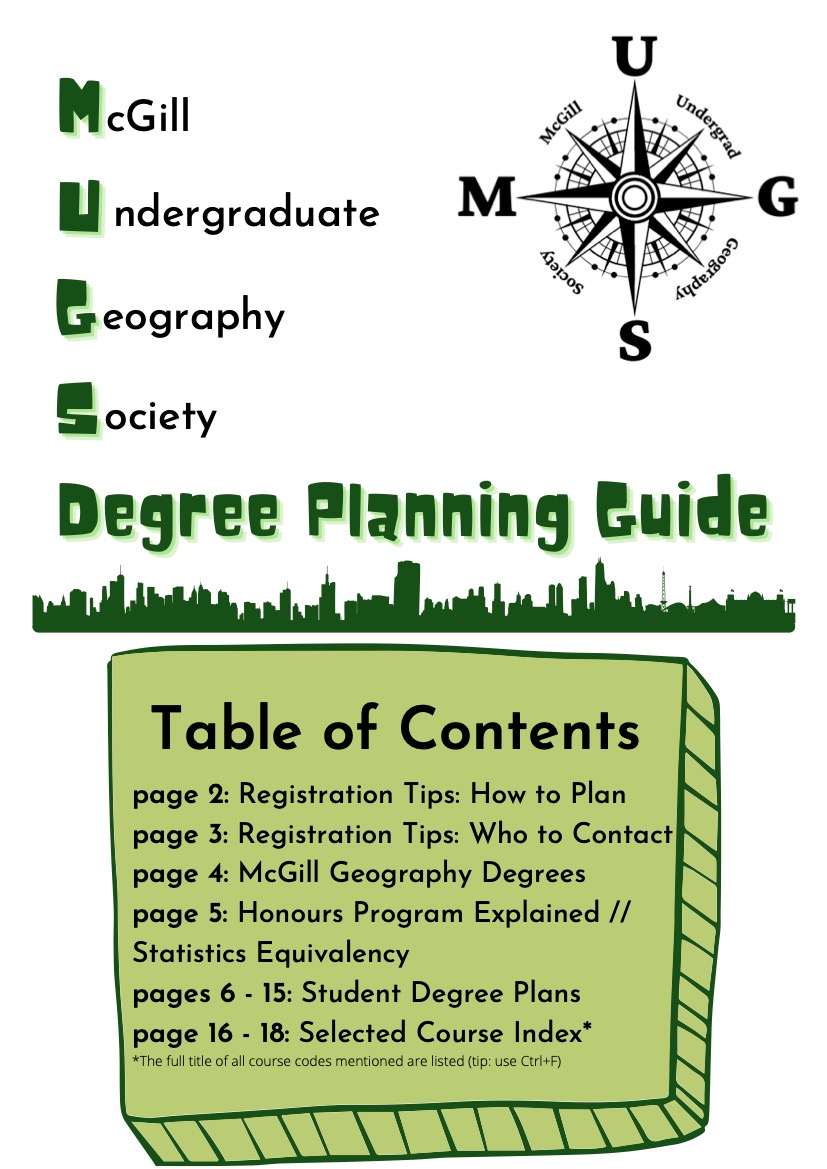 McGill
Undergraduate
Geography
Society
U
McGill
Undergrad
M
G
Society
Geography
S
Degree Planning Guide
Table of Contents
page 2: Registration Tips: How to Plan
page 3: Registration Tips: Who to Contact
page 4: McGill Geography Degrees
page 5: Honours Program Explained //
Statistics Equivalency
pages 6 - 15: Student Degree Plans
page 16 - 18: Selected Course Index*
*The full title of all course codes mentioned are listed (tip: use Ctrl+F)